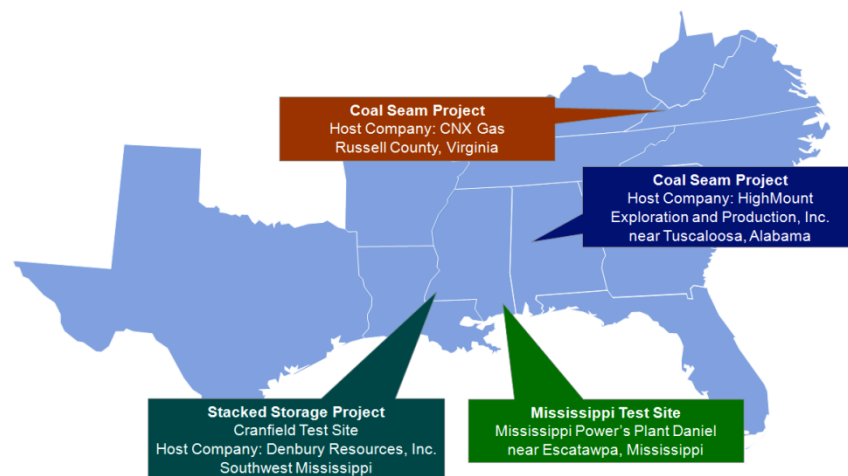 Coal Seam Project
Host Company: CNX Gas
Russell County, Virginia
Coal Seam Project
Host Company: HighMount
Exploration and Production, Inc.
near Tuscaloosa, Alabama
Stacked Storage Project
Cranfield Test Site
Host Company: Denbury Resources, Inc.
Southwest Mississippi
Mississippi Test Site
Mississippi Power's Plant Daniel
near Escatawpa, Mississippi